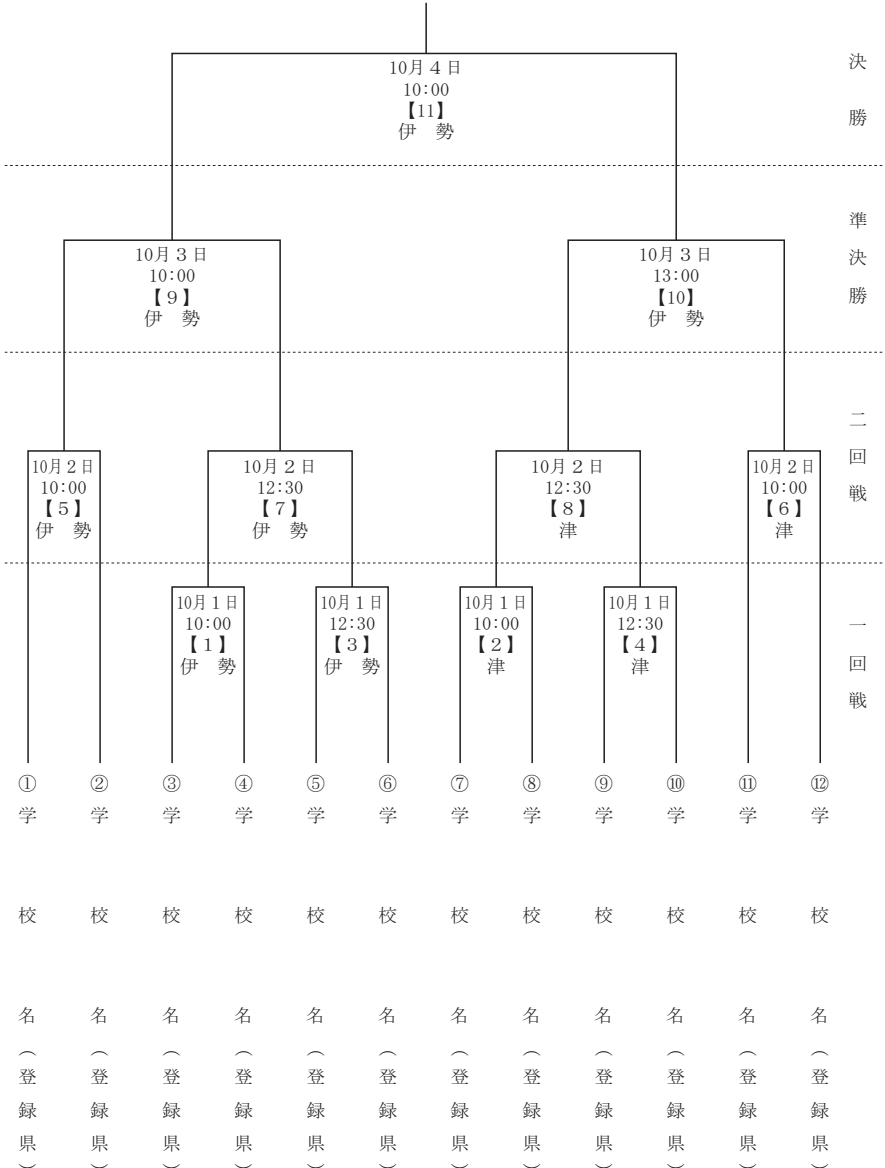 10月４日
10：00
【11】
伊　勢
決勝
10月３日
10：00
【９】
伊　勢
10月３日
13：00
【10】
伊　勢
準決勝
10月２日
10：00
【５】
伊　勢
10月２日
12：30
【７】
伊　勢
10月２日
12：30
【８】
津
10月２日
10：00
【６】
津
二回戦
10月１日
10：00
【１】
伊　勢
10月１日
12：30
【３】
伊　勢
10月１日
10：00
【２】
津
10月１日
12：30
【４】
津
一回戦
①学校名（登録県）
②学校名（登録県）
③学校名（登録県）
④学校名（登録県）
⑤学校名（登録県）
⑥学校名（登録県）
⑦学校名（登録県）
⑧学校名（登録県）
⑨学校名（登録県）
⑩学校名（登録県）
⑪学校名（登録県）
⑫学校名（登録県）